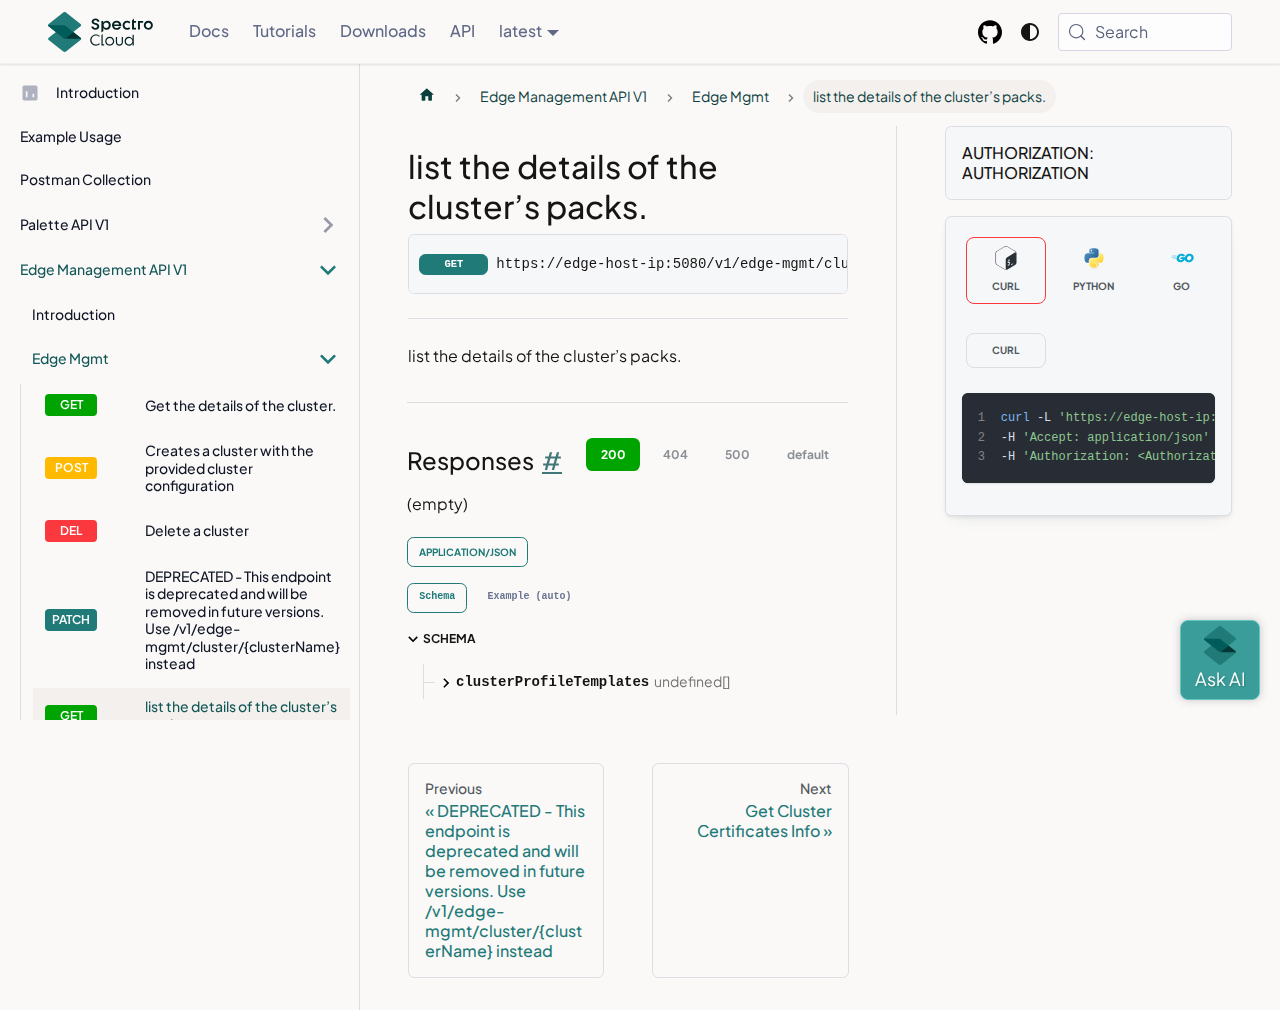 Spectro
Cloud
Docs
Tutorials
Downloads
API
latest
Search
Introduction
Example Usage
Postman Collection
Palette API V1
Edge Management API V1
Introduction
Edge Mgmt
GET
Get the details of the cluster.
POST
Creates a cluster with the
provided cluster
configuration
DEL
Delete a cluster
PATCH
DEPRECATED - This endpoint
is deprecated and will be
removed in future versions.
Use /v1/edge-
mgmt/cluster/{clusterName}
instead
GET
list the details of the cluster's
Edge Management API V1
Edge Mgmt
list the details of the cluster's packs.
list the details of the
cluster's packs.
GET
https://edge-host-ip:5080/v1/edge-mgmt/clu
list the details of the cluster's packs.
Responses #
200
404
500
default
(empty)
APPLICATION/JSON
Schema
Example (auto)
SCHEMA
clusterProfileTemplates undefined[]
Previous
« DEPRECATED - This
endpoint is
deprecated and will
be removed in future
versions. Use
/v1/edge-
mgmt/cluster/{clust
erName} instead
Next
Get Cluster
Certificates Info »
AUTHORIZATION:
AUTHORIZATION
CURL
PYTHON
GO
GO
CURL
1 curl -L 'https://edge-host-ip:
2 -H 'Accept: application/json'
3 -H 'Authorization: <Authorizat
Ask AI